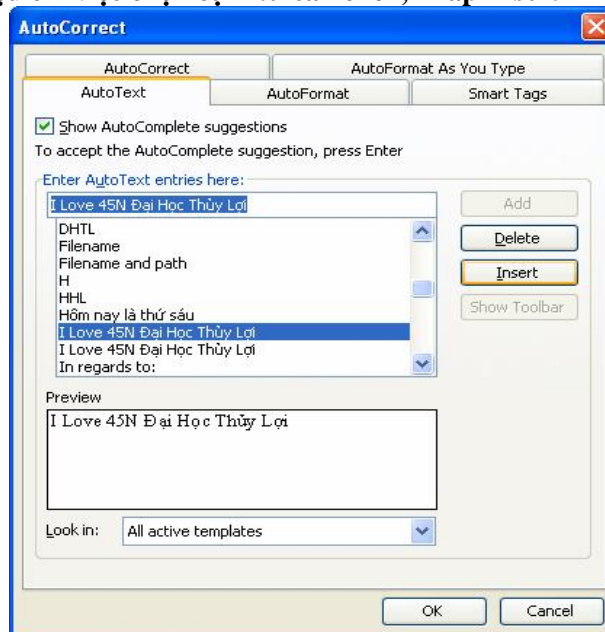 AutoCorrect
AutoCorrect
AutoFormat As You Type
AutoText
AutoFormat
Smart Tags
Show AutoComplete suggestions
To accept the AutoComplete suggestion, press Enter
Enter AutoText entries here:
I Love 45N Đại Học Thủy Lợi
Add
DHTL
Filename
Filename and path
H
HHL
Hôm nay là thứ sáu
I Love 45N Đại Học Thủy Lợi
I Love 45N Đại Học Thủy Lợi
In regards to:
Delete
Insert
Show Toolbar
Preview
I Love 45N Đại Học Thủy Lợi
Look in:
All active templates
OK
Cancel